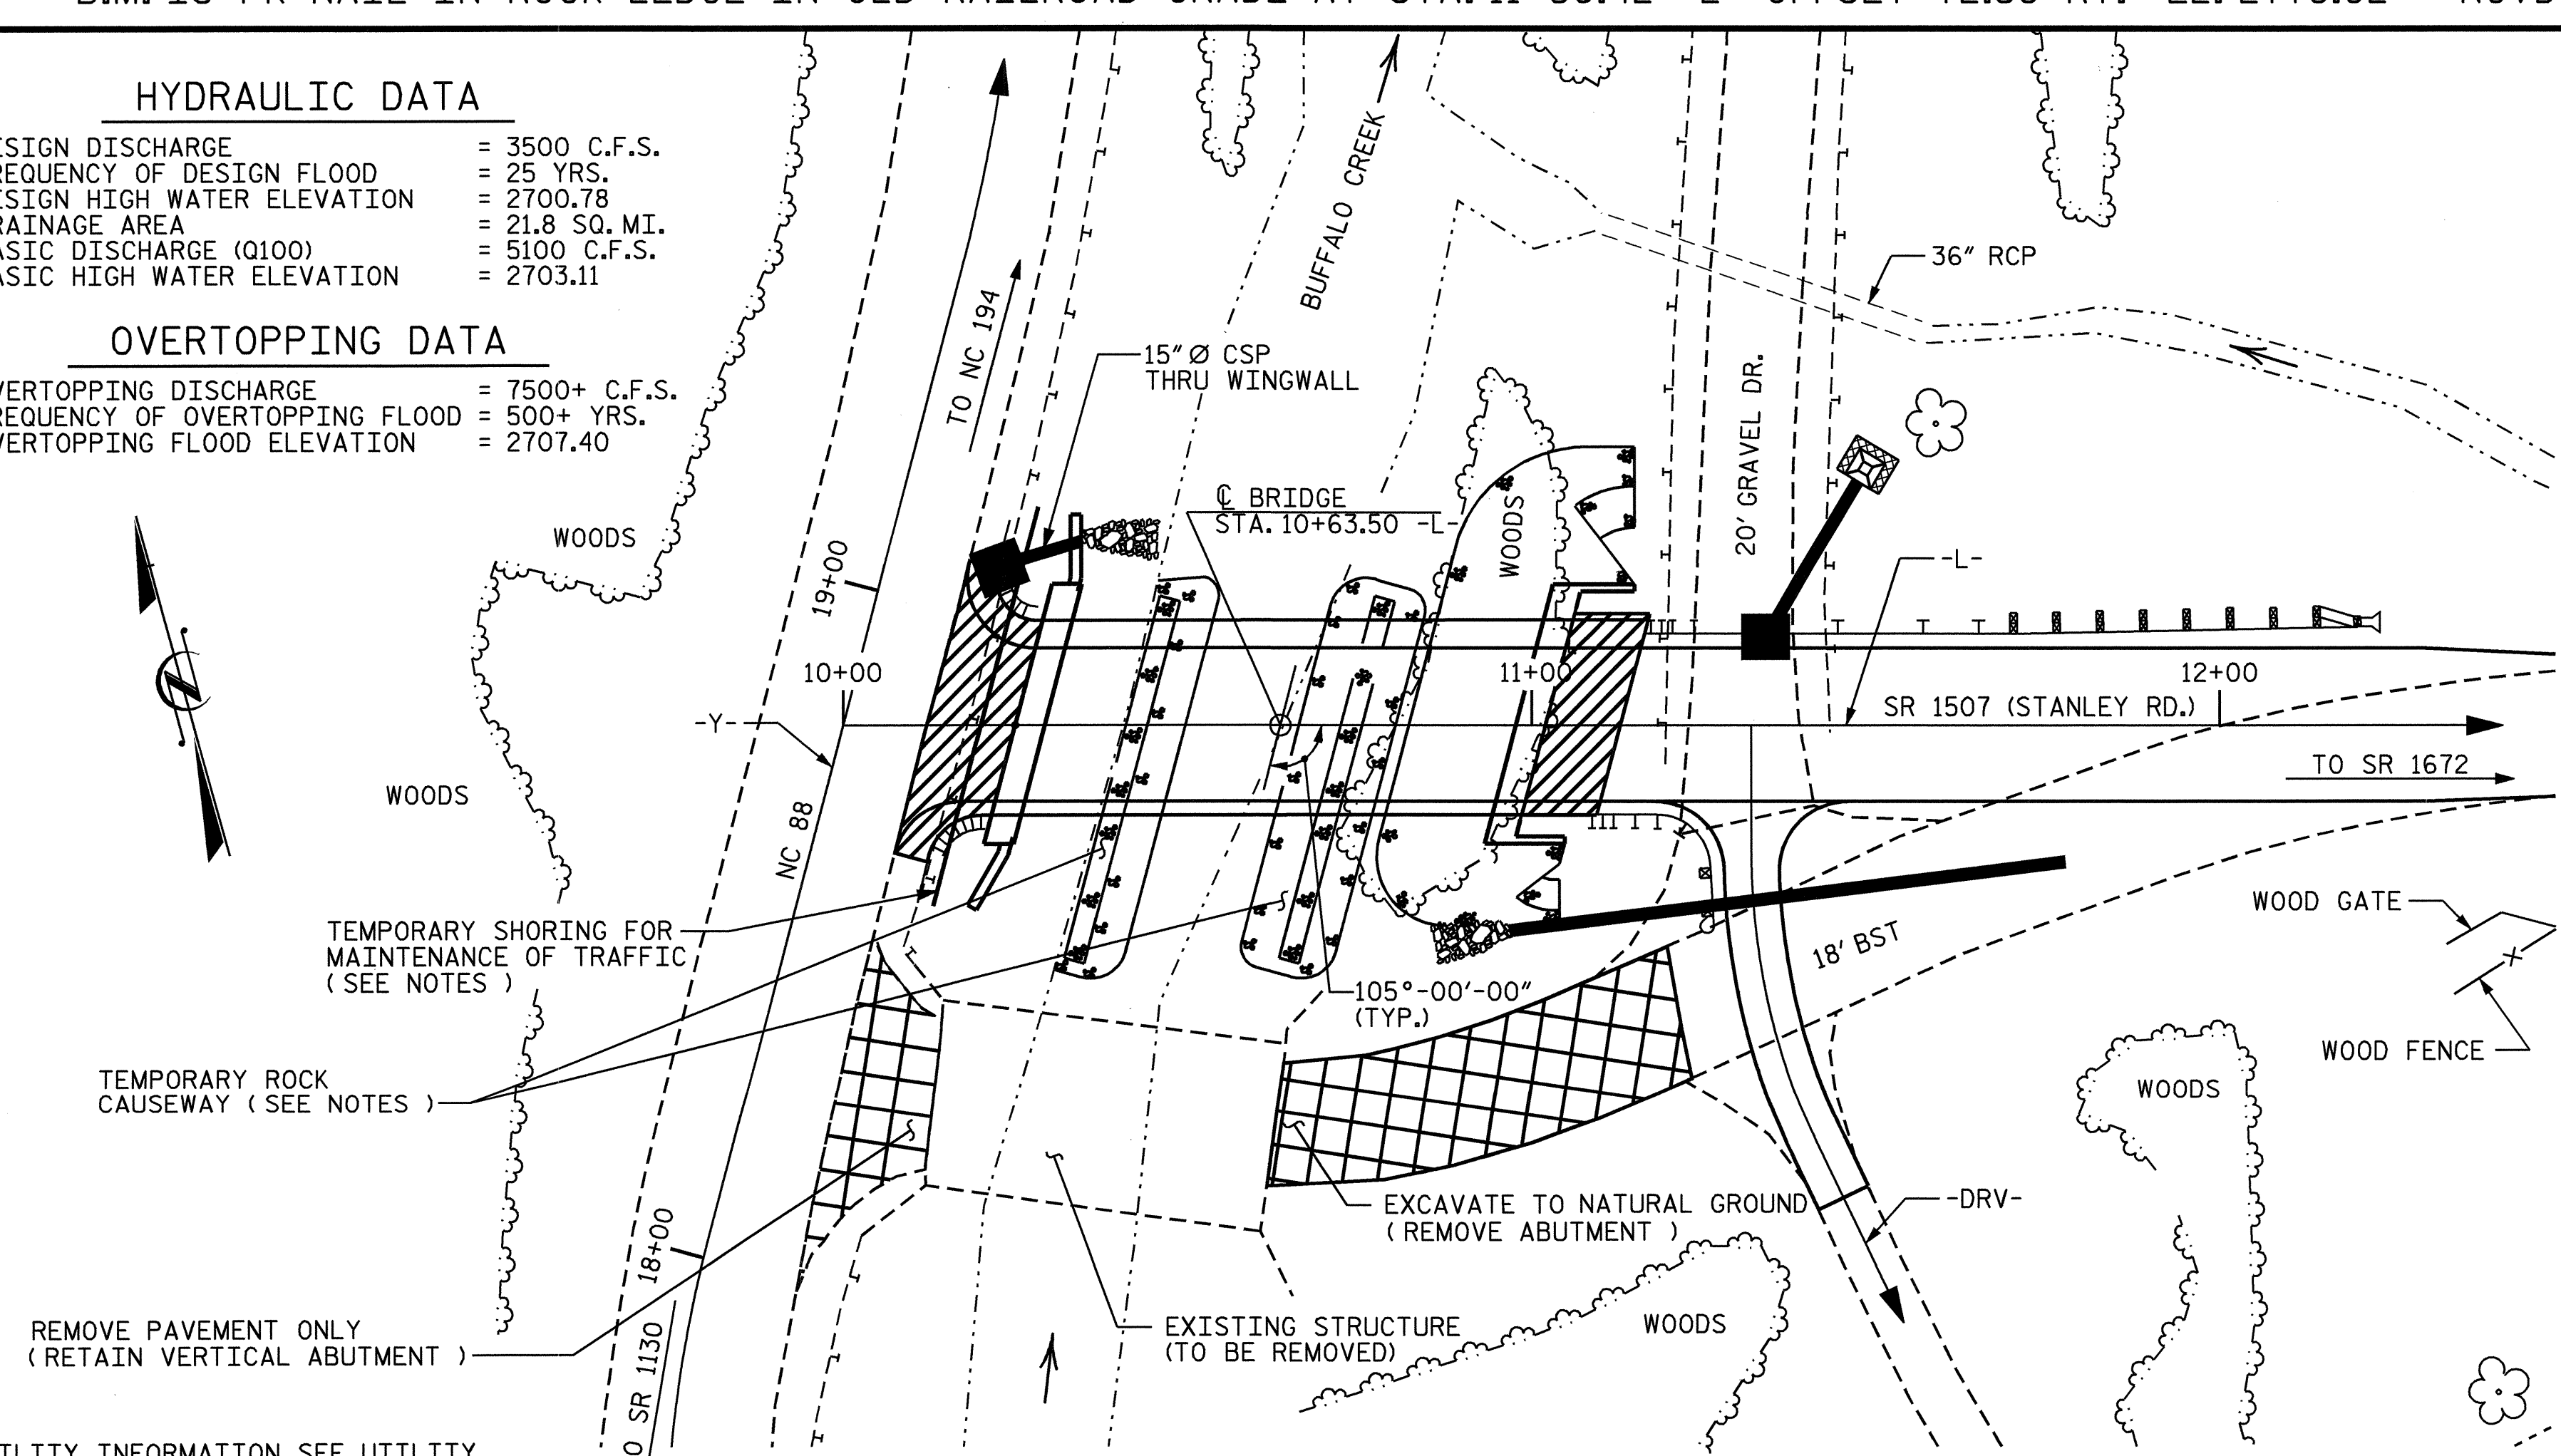 HYDRAULIC DATA
ESIGN DISCHARGE = 3500 C.F.S.
REQUENCY OF DESIGN FLOOD = 25 YRS.
ESIGN HIGH WATER ELEVATION = 2700.78
RAINAGE AREA = 21.8 SQ. MI.
ASIC DISCHARGE (Q100) = 5100 C.F.S.
ASIC HIGH WATER ELEVATION = 2703.11
OVERTOPPING DATA
VERTOPPING DISCHARGE = 7500+ C.F.S.
REQUENCY OF OVERTOPPING FLOOD = 500+ YRS.
VERTOPPING FLOOD ELEVATION = 2707.40
BUFFALO CREEK
36" RCP
TO NC 194
15" Ø CSP
THRU WINGWALL
20' GRAVEL DR.
℄ BRIDGE
STA. 10+63.50 -L-
WOODS
WOODS
-L-
19+00
10+00
11+00
12+00
-Y-
SR 1507 (STANLEY RD.)
TO SR 1672
WOODS
NC 88
N
WOOD GATE
TEMPORARY SHORING FOR
MAINTENANCE OF TRAFFIC
( SEE NOTES )
18' BST
105°-00'-00"
(TYP.)
WOOD FENCE
TEMPORARY ROCK
CAUSEWAY ( SEE NOTES )
WOODS
EXCAVATE TO NATURAL GROUND
( REMOVE ABUTMENT )
-DRV-
18+00
REMOVE PAVEMENT ONLY
( RETAIN VERTICAL ABUTMENT )
EXISTING STRUCTURE
(TO BE REMOVED)
WOODS
O SR 1130
ILITY INFORMATION SEE UTILITY